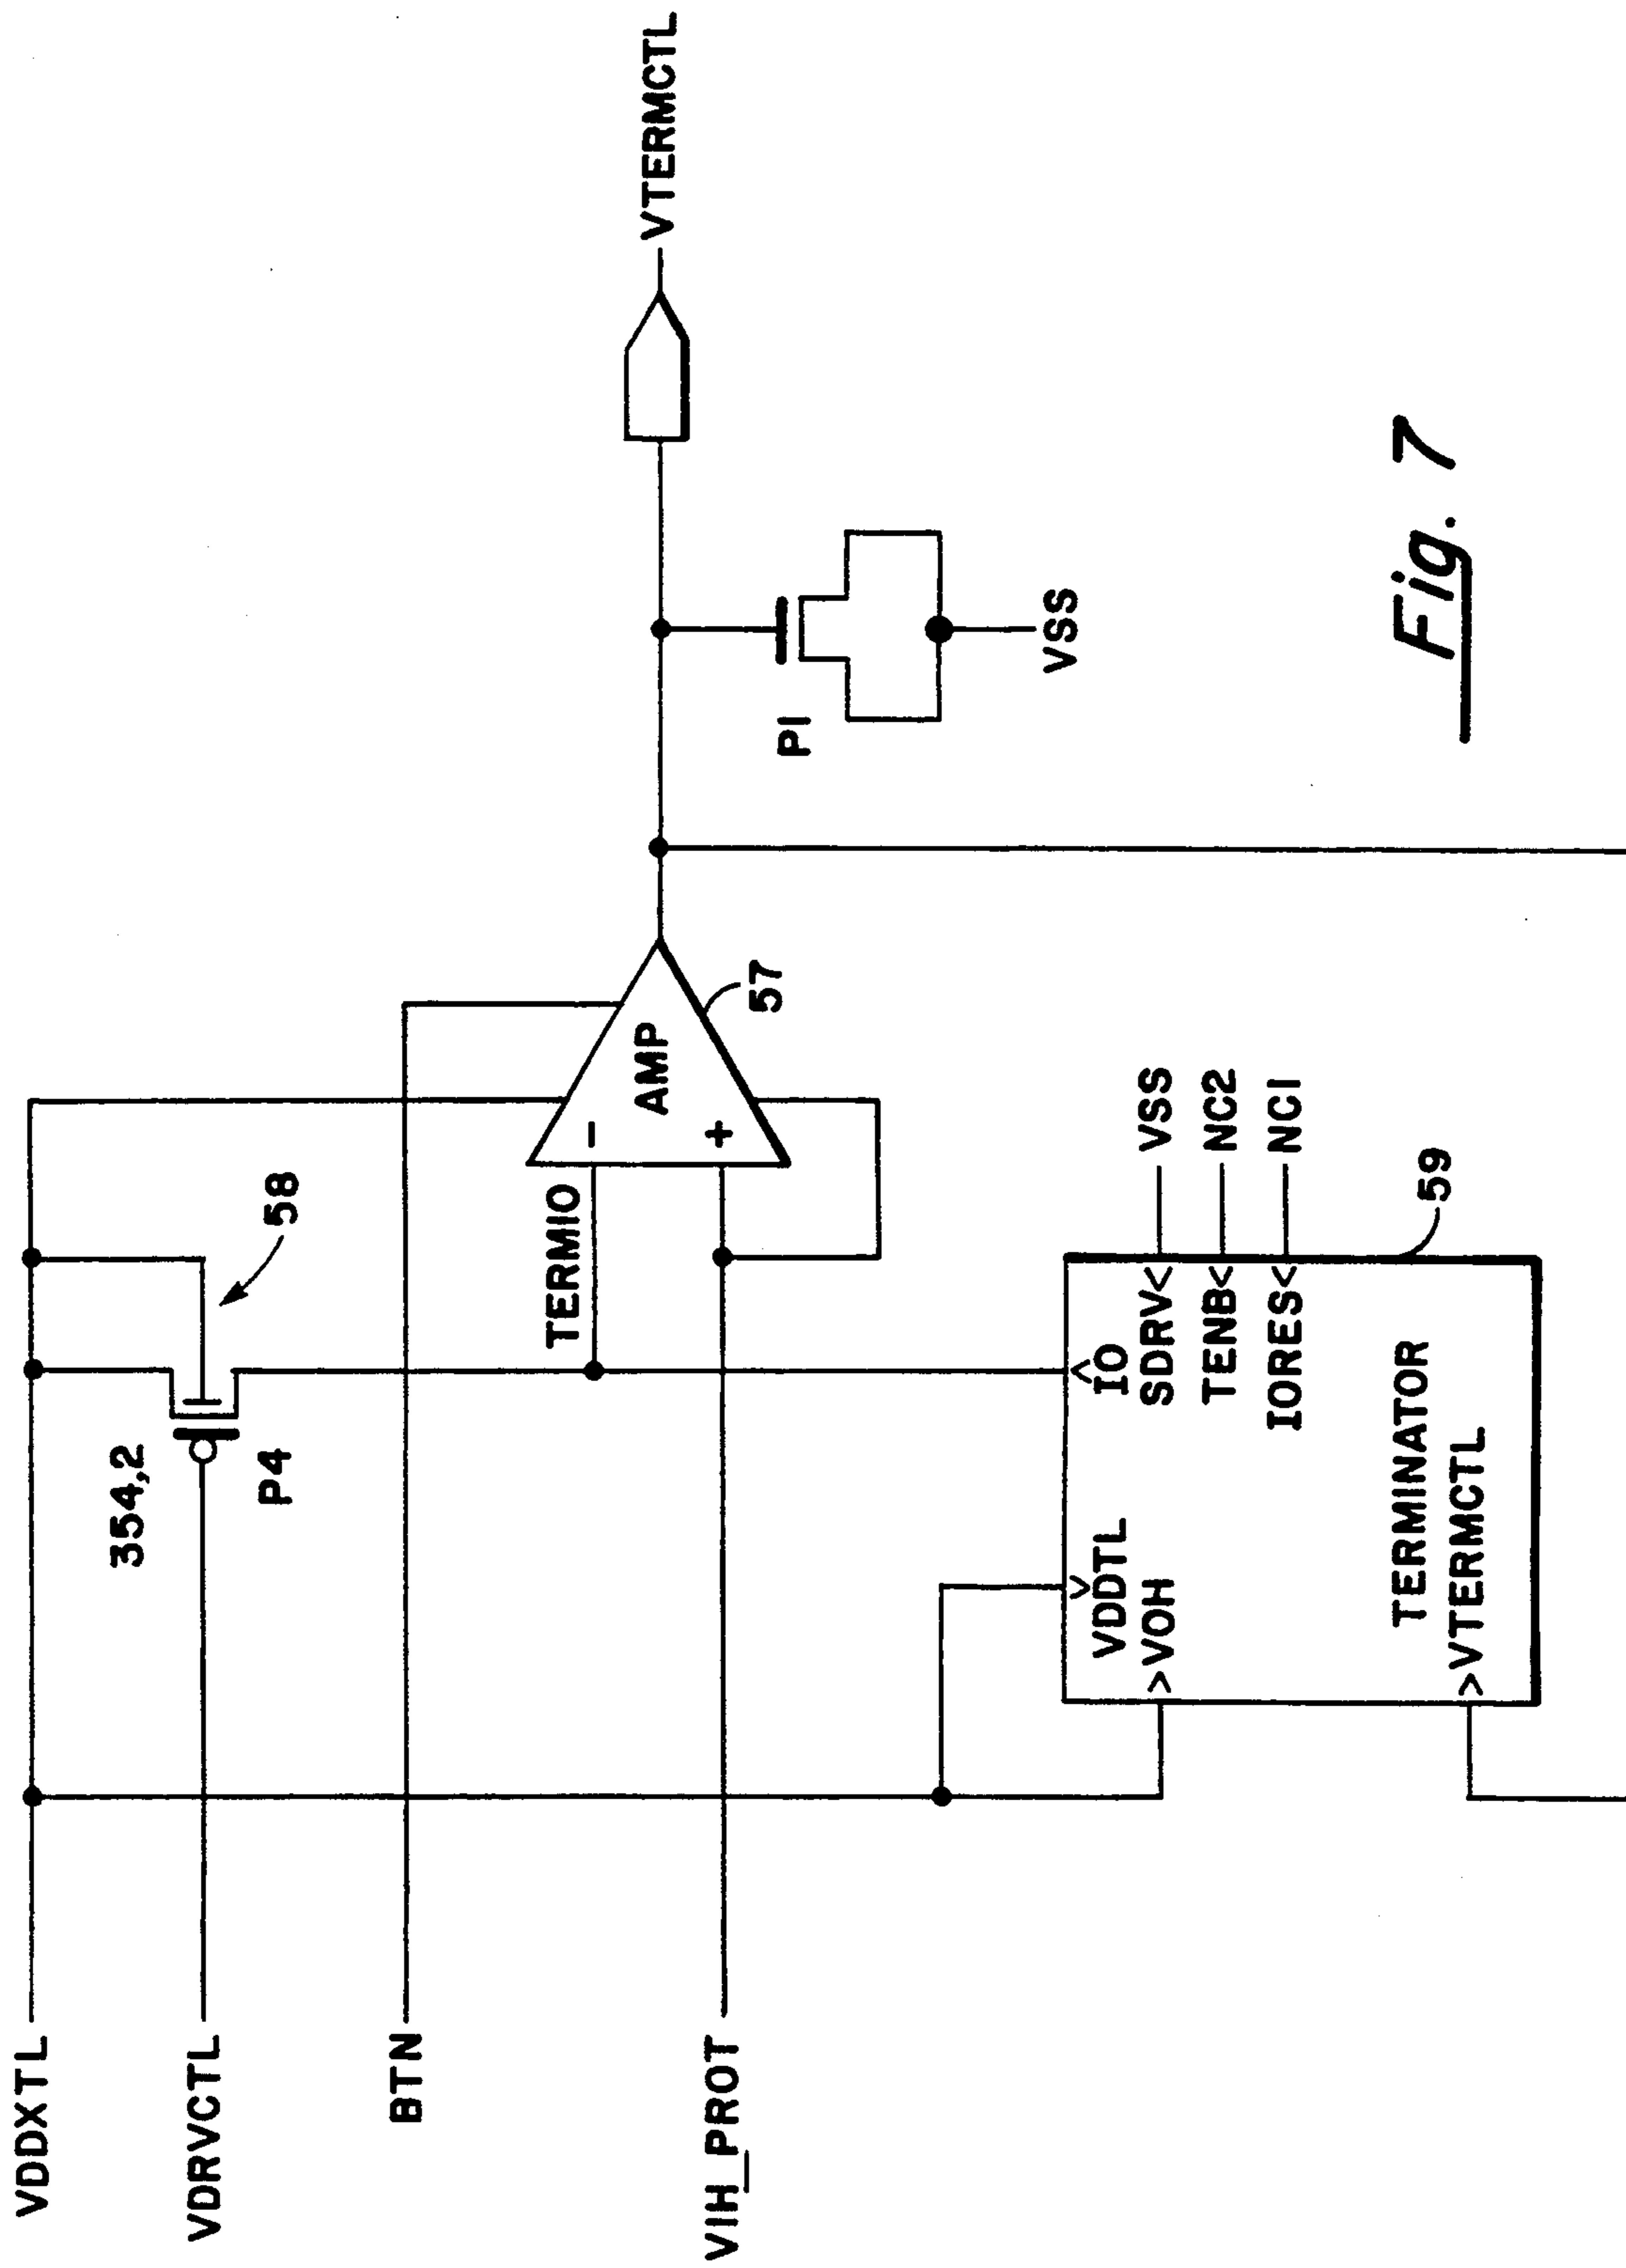 VDDXTL
VDRVCTL
BTN
VIH_PROT
354,2
P4
58
TERMIO
-
+
AMP
57
VTERMCTL
P1
VSS
VDDTL
>VOH
IO
SDRV<
VSS
TENB<
NC2
IORES<
NC1
TERMINATOR
>VTERMCTL
59
Fig. 7